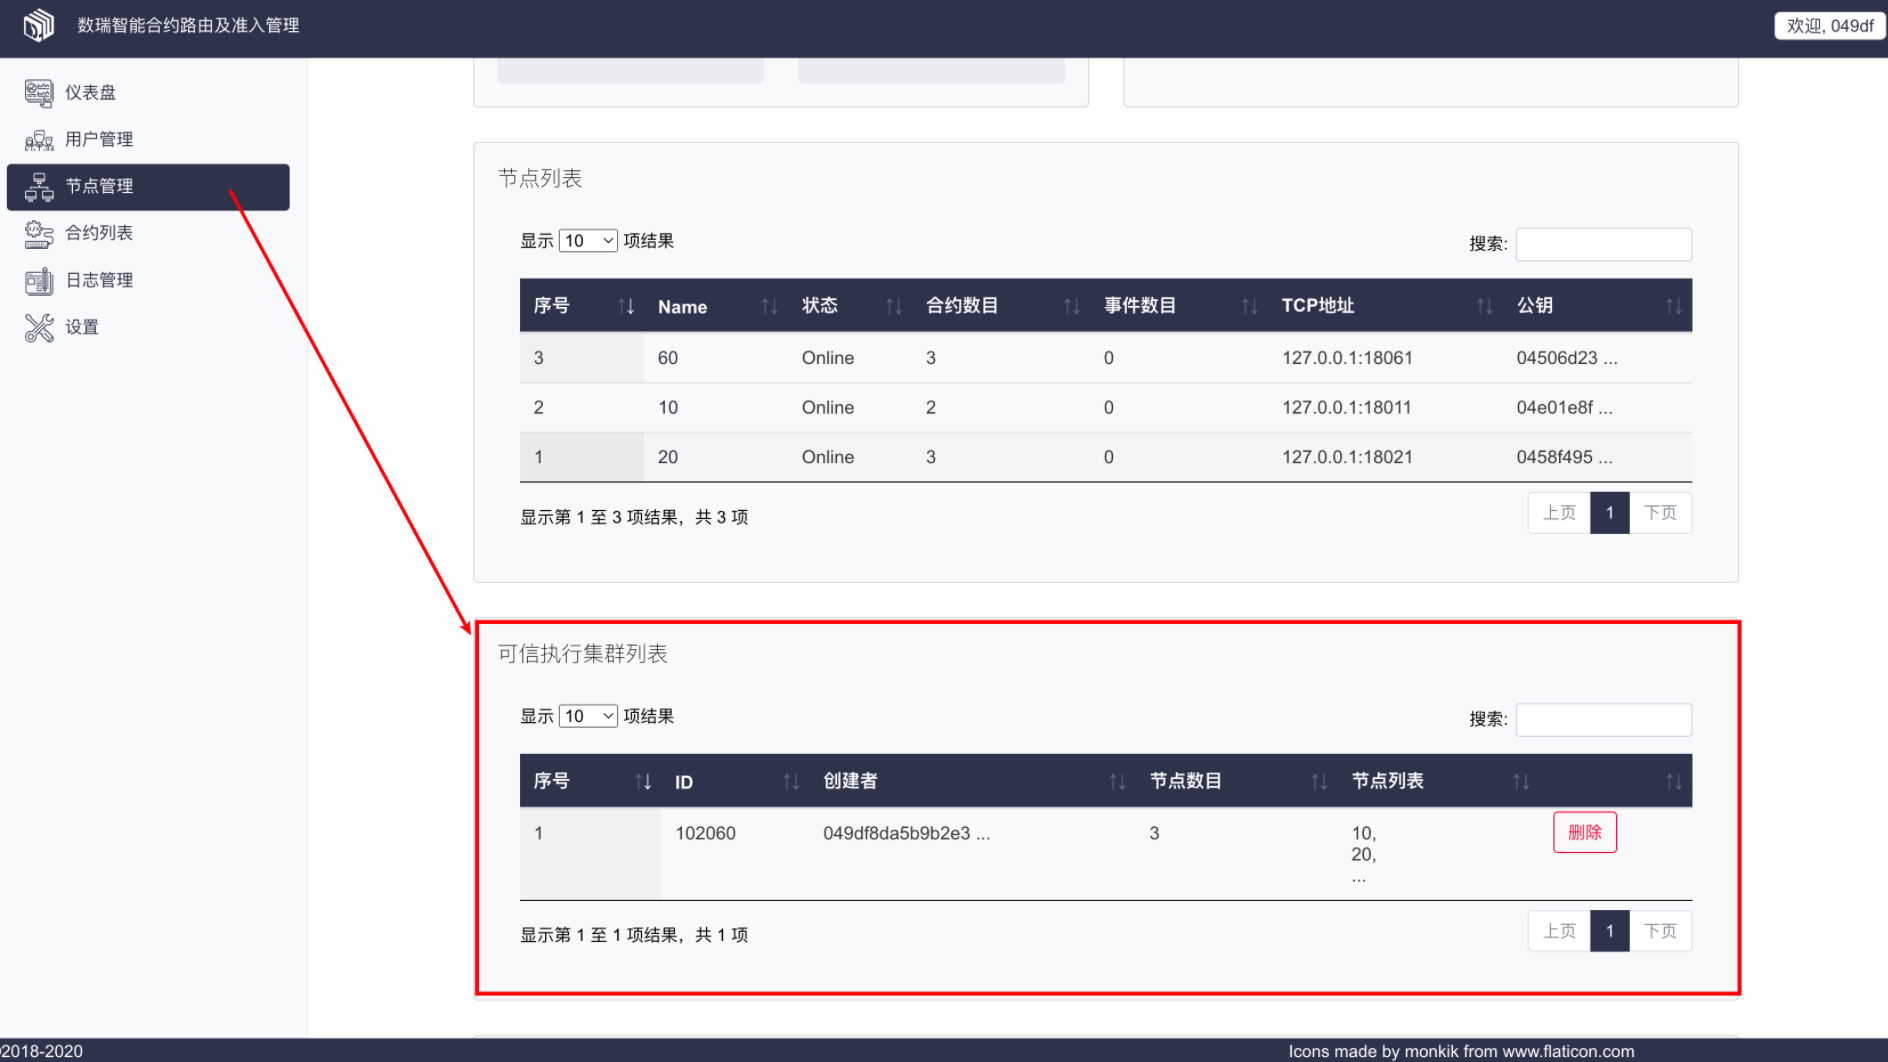 数瑞智能合约路由及准入管理
欢迎, 049df
仪表盘
用户管理
节点管理
合约列表
日志管理
设置
节点列表
显示 10 项结果
搜索:
序号 Name 状态 合约数目 事件数目 TCP地址 公钥
3 60 Online 3 0 127.0.0.1:18061 04506d23 ...
2 10 Online 2 0 127.0.0.1:18011 04e01e8f ...
1 20 Online 3 0 127.0.0.1:18021 0458f495 ...
显示第 1 至 3 项结果，共 3 项
上页 1 下页
可信执行集群列表
显示 10 项结果
搜索:
序号 ID 创建者 节点数目 节点列表
1 102060 049df8da5b9b2e3 ... 3 10, 删除
20,
...
显示第 1 至 1 项结果，共 1 项
上页 1 下页
2018-2020
Icons made by monkik from www.flaticon.com